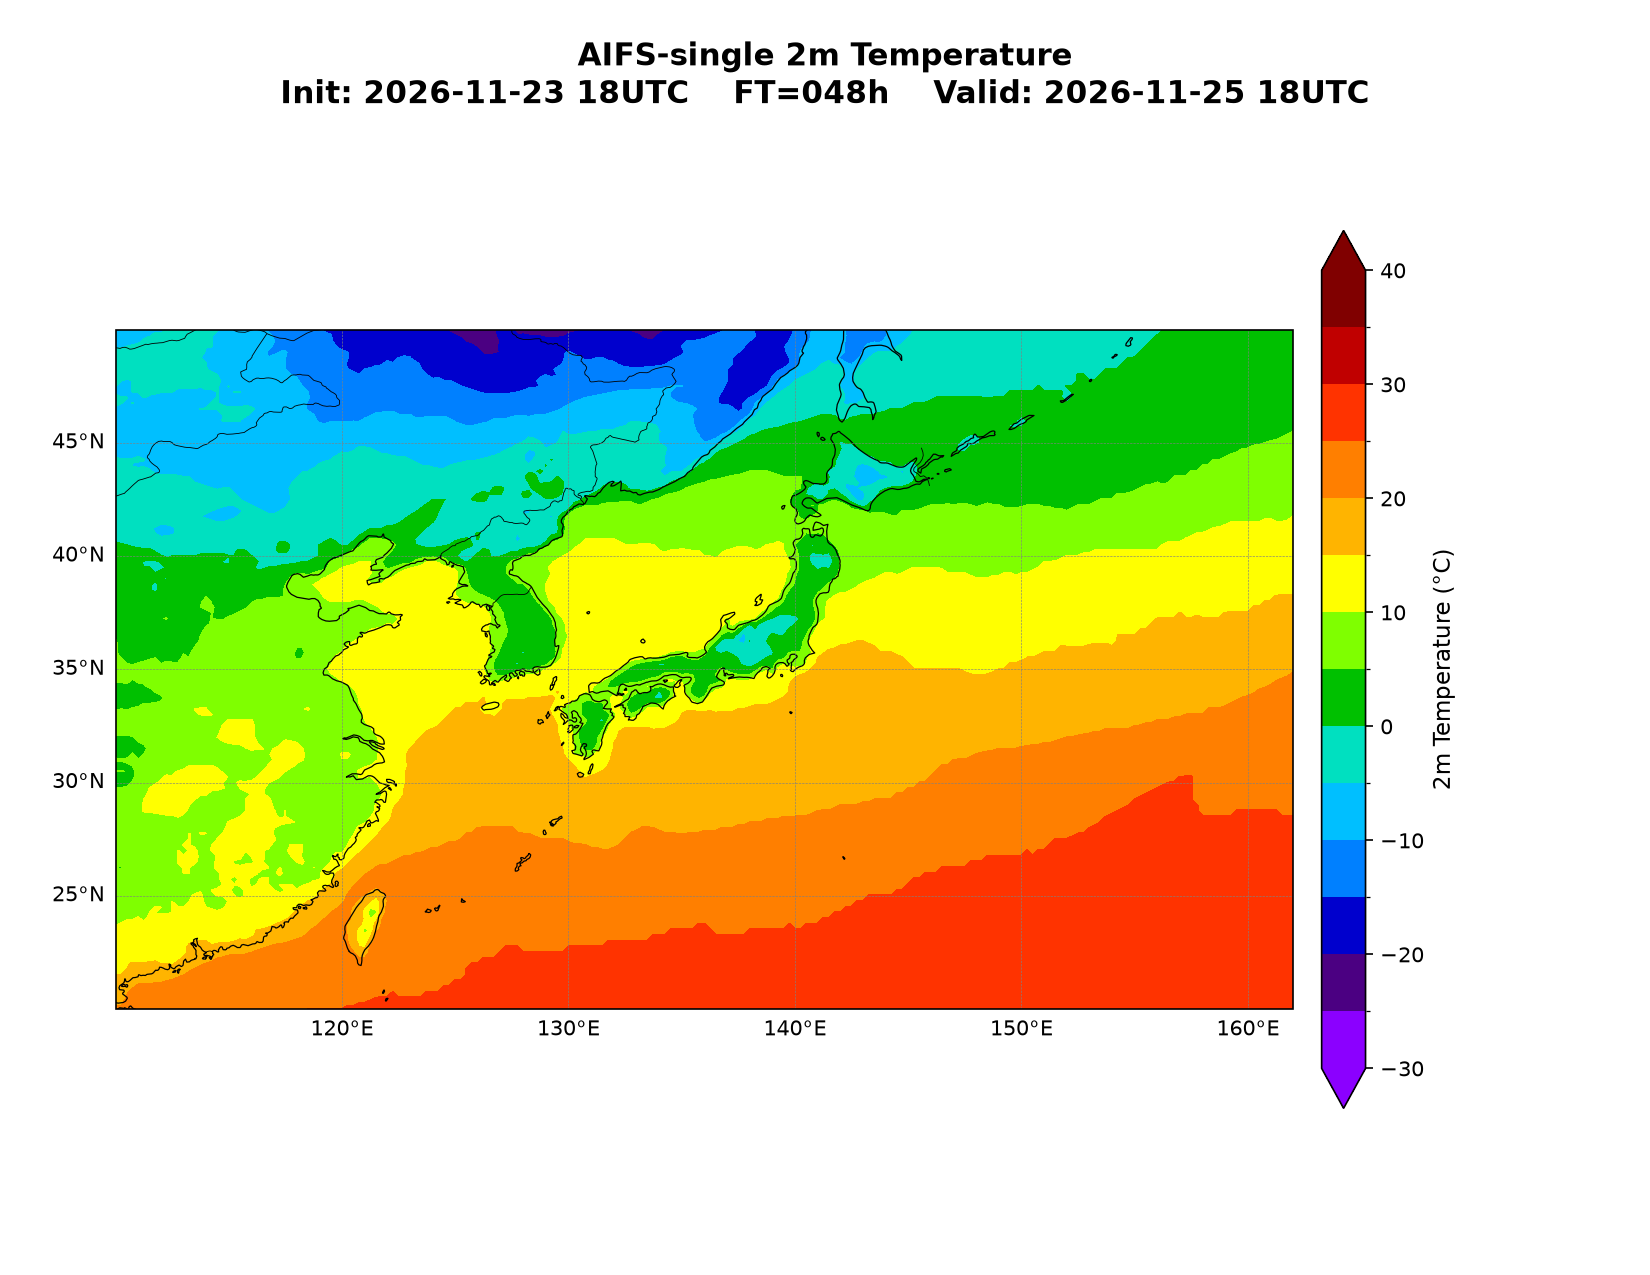 AIFS-single 2m Temperature
Init: 2026-11-23 18UTC    FT=048h    Valid: 2026-11-25 18UTC
45°N
40°N
35°N
30°N
25°N
120°E
130°E
140°E
150°E
160°E
40
30
20
10
0
−10
−20
−30
2m Temperature (°C)